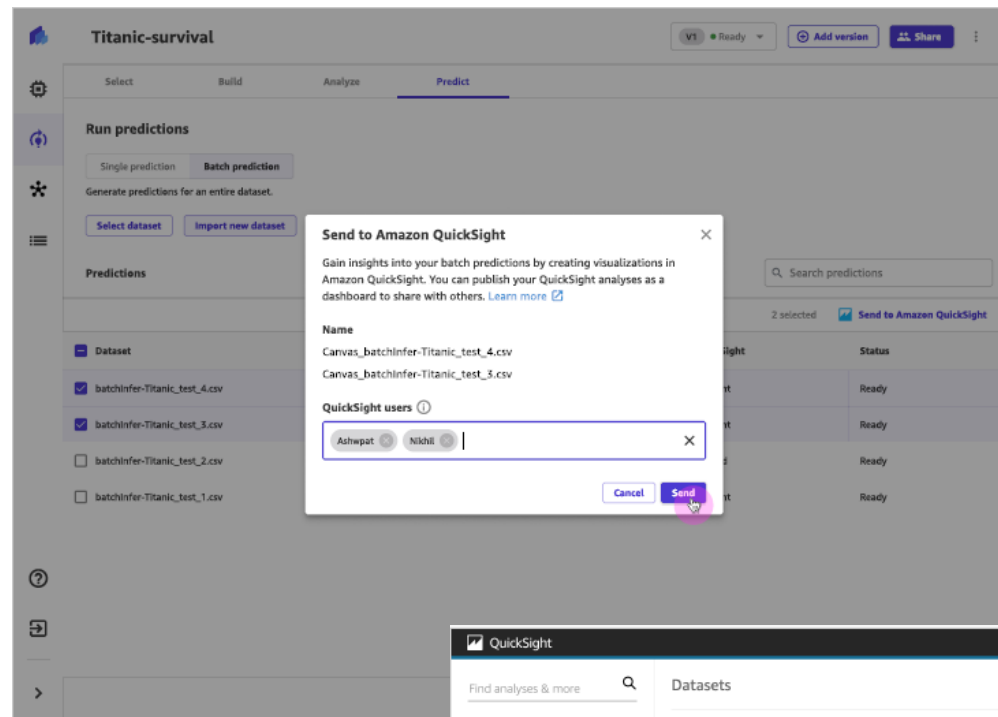 Titanic-survival
V1 Ready
Add version
Share
Select Build Analyze Predict
Run predictions
Single prediction Batch prediction
Generate predictions for an entire dataset.
Select dataset Import new dataset
Predictions
Search predictions
2 selected Send to Amazon QuickSight
Dataset
Status
batchInfer-Titanic_test_4.csv
Ready
batchInfer-Titanic_test_3.csv
Ready
batchInfer-Titanic_test_2.csv
Ready
batchInfer-Titanic_test_1.csv
Ready
Send to Amazon QuickSight
Gain insights into your batch predictions by creating visualizations in
Amazon QuickSight. You can publish your QuickSight analyses as a
dashboard to share with others. Learn more
Name
Canvas_batchInfer-Titanic_test_4.csv
Canvas_batchInfer-Titanic_test_3.csv
QuickSight users
Ashwpat Nikhil
Cancel Send
QuickSight
Find analyses & more
Datasets